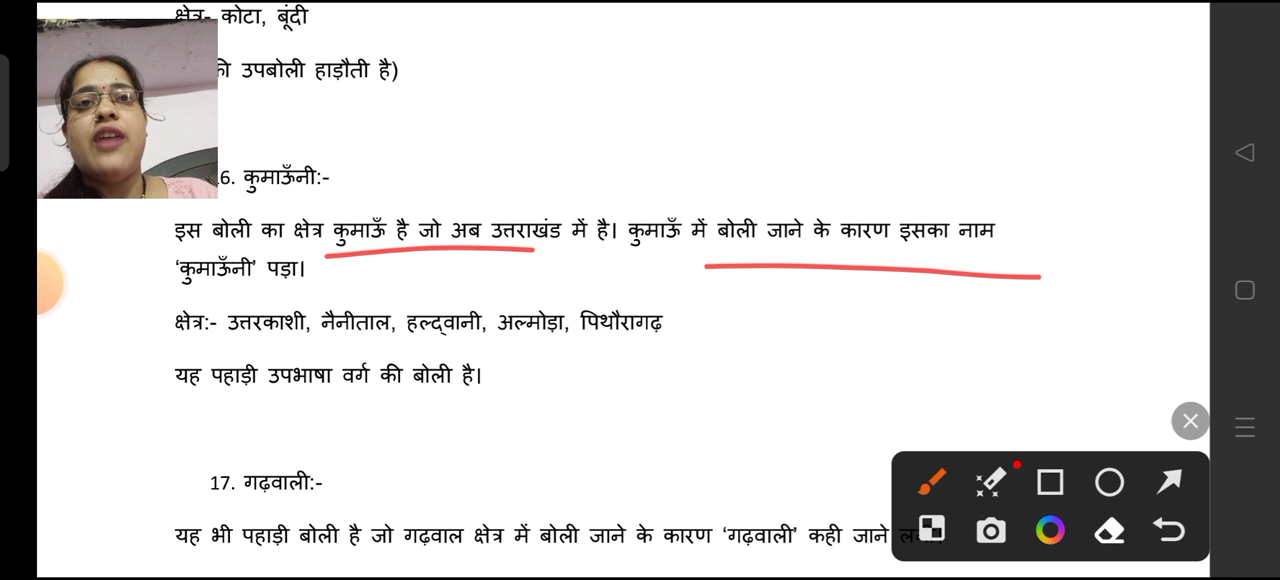 क्षेत्र- कोटा, बूंदी
की उपबोली हाड़ौती है)
6. कुमाऊँनी:-
इस बोली का क्षेत्र कुमाऊँ है जो अब उत्तराखंड में है। कुमाऊँ में बोली जाने के कारण इसका नाम
‘कुमाऊँनी’ पड़ा।
क्षेत्र:- उत्तरकाशी, नैनीताल, हल्द्वानी, अल्मोड़ा, पिथौरागढ़
यह पहाड़ी उपभाषा वर्ग की बोली है।
17. गढ़वाली:-
यह भी पहाड़ी बोली है जो गढ़वाल क्षेत्र में बोली जाने के कारण ‘गढ़वाली’ कही जाने